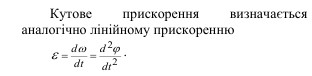 Кутове прискорення визначається
аналогічно лінійному прискоренню
ε = dω/dt = d²φ/dt².